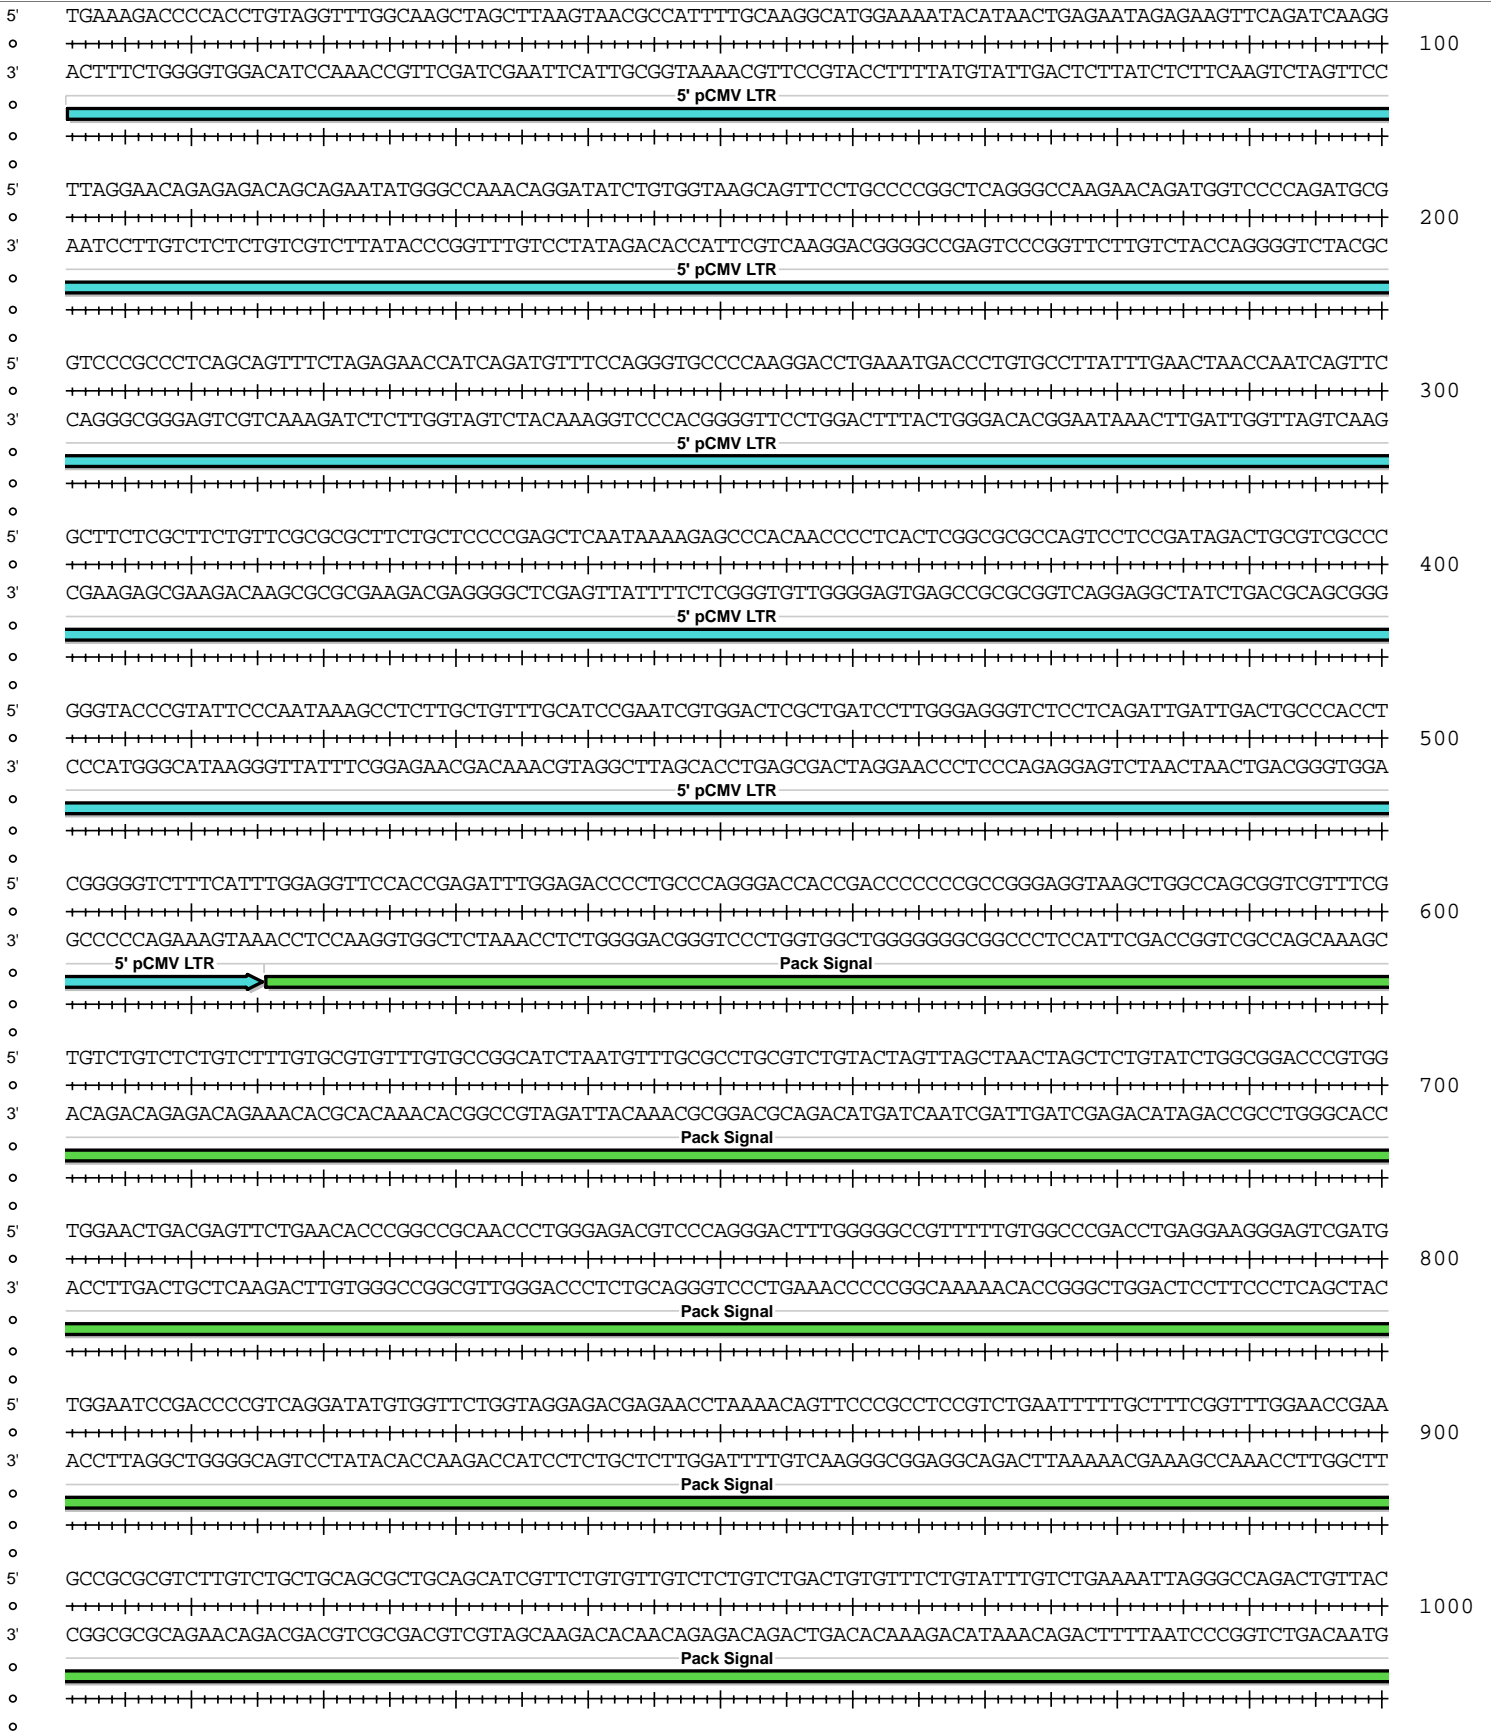 5' TGAAAGACCCCACCTGTAGGTTTGGCAAGCTAGCTTAAGTAACGCCATTTTGCAAGGCATGGAAAATACATAACTGAGAATAGAGAAGTTCAGATCAAGG
100
3' ACTTTCTGGGGTGGACATCCAAACCGTTCGATCGAATTCATTGCGGTAAAACGTTCCGTACCTTTTATGTATTGACTCTTATCTCTTCAAGTCTAGTTCC
5' pCMV LTR
5' TTAGGAACAGAGAGACAGCAGAATATGGGCCAAACAGGATATCTGTGGTAAGCAGTTCCTGCCCCGGCTCAGGGCCAAGAACAGATGGTCCCCAGATGCG
200
3' AATCCTTGTCTCTCTGTCGTCTTATACCCGGTTTGTCCTATAGACACCATTCGTCAAGGACGGGGCCGAGTCCCGGTTCTTGTCTACCAGGGGTCTACGC
5' pCMV LTR
5' GTCCCGCCCTCAGCAGTTTCTAGAGAACCATCAGATGTTTCCAGGGTGCCCCAAGGACCTGAAATGACCCTGTGCCTTATTTGAACTAACCAATCAGTTC
300
3' CAGGGCGGGAGTCGTCAAAGATCTCTTGGTAGTCTACAAAGGTCCCACGGGGTTCCTGGACTTTACTGGGACACGGAATAAACTTGATTGGTTAGTCAAG
5' pCMV LTR
5' GCTTCTCGCTTCTGTTCGCGCGCTTCTGCTCCCCGAGCTCAATAAAAGAGCCCACAACCCCTCACTCGGCGCGCCAGTCCTCCGATAGACTGCGTCGCCC
400
3' CGAAGAGCGAAGACAAGCGCGCGAAGACGAGGGGCTCGAGTTATTTTCTCGGGTGTTGGGGAGTGAGCCGCGCGGTCAGGAGGCTATCTGACGCAGCGGG
5' pCMV LTR
5' GGGTACCCGTATTCCCAATAAAGCCTCTTGCTGTTTGCATCCGAATCGTGGACTCGCTGATCCTTGGGAGGGTCTCCTCAGATTGATTGACTGCCCACCT
500
3' CCCATGGGCATAAGGGTTATTTCGGAGAACGACAAACGTAGGCTTAGCACCTGAGCGACTAGGAACCCTCCCAGAGGAGTCTAACTAACTGACGGGTGGA
5' pCMV LTR
5' CGGGGGTCTTTCATTTGGAGGTTCCACCGAGATTTGGAGACCCCTGCCCAGGGACCACCGACCCCCCCGCCGGGAGGTAAGCTGGCCAGCGGTCGTTTCG
600
3' GCCCCCAGAAAGTAAACCTCCAAGGTGGCTCTAAACCTCTGGGGACGGGTCCCTGGTGGCTGGGGGGGCGGCCCTCCATTCGACCGGTCGCCAGCAAAGC
5' pCMV LTR Pack Signal
5' TGTCTGTCTCTGTCTTTGTGCGTGTTTGTGCCGGCATCTAATGTTTGCGCCTGCGTCTGTACTAGTTAGCTAACTAGCTCTGTATCTGGCGGACCCGTGG
700
3' ACAGACAGAGACAGAAACACGCACAAACACGGCCGTAGATTACAAACGCGGACGCAGACATGATCAATCGATTGATCGAGACATAGACCGCCTGGGCACC
Pack Signal
5' TGGAACTGACGAGTTCTGAACACCCGGCCGCAACCCTGGGAGACGTCCCAGGGACTTTGGGGGCCGTTTTTGTGGCCCGACCTGAGGAAGGGAGTCGATG
800
3' ACCTTGACTGCTCAAGACTTGTGGGCCGGCGTTGGGACCCTCTGCAGGGTCCCTGAAACCCCCGGCAAAAACACCGGGCTGGACTCCTTCCCTCAGCTAC
Pack Signal
5' TGGAATCCGACCCCGTCAGGATATGTGGTTCTGGTAGGAGACGAGAACCTAAAACAGTTCCCGCCTCCGTCTGAATTTTTGCTTTCGGTTTGGAACCGAA
900
3' ACCTTAGGCTGGGGCAGTCCTATACACCAAGACCATCCTCTGCTCTTGGATTTTGTCAAGGGCGGAGGCAGACTTAAAAACGAAAGCCAAACCTTGGCTT
Pack Signal
5' GCCGCGCGTCTTGTCTGCTGCAGCGCTGCAGCATCGTTCTGTGTTGTCTCTGTCTGACTGTGTTTCTGTATTTGTCTGAAAATTAGGGCCAGACTGTTAC
1000
3' CGGCGCGCAGAACAGACGACGTCGCGACGTCGTAGCAAGACACAACAGAGACAGACTGACACAAAGACATAAACAGACTTTTAATCCCGGTCTGACAATG
Pack Signal